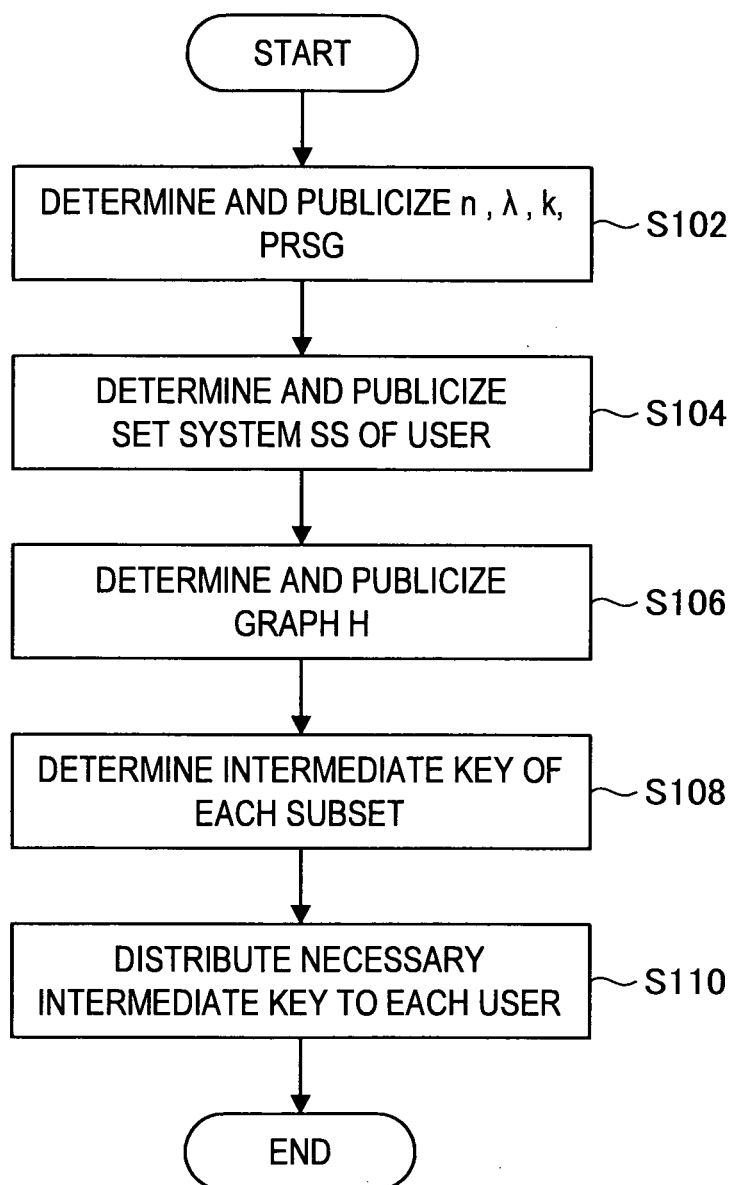 START
DETERMINE AND PUBLICIZE n , λ , k,
PRSG
S102
DETERMINE AND PUBLICIZE
SET SYSTEM SS OF USER
S104
DETERMINE AND PUBLICIZE
GRAPH H
S106
DETERMINE INTERMEDIATE KEY OF
EACH SUBSET
S108
DISTRIBUTE NECESSARY
INTERMEDIATE KEY TO EACH USER
S110
END